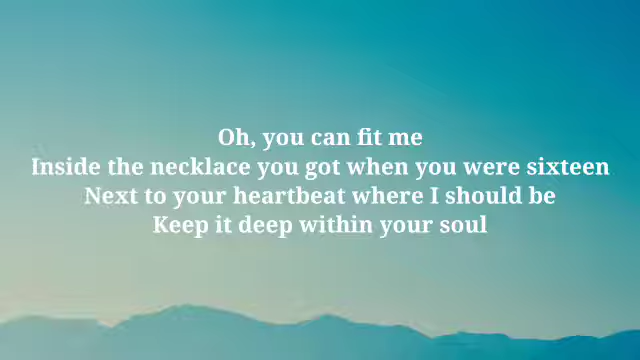 Oh, you can fit me
Inside the necklace you got when you were sixteen
Next to your heartbeat where I should be
Keep it deep within your soul